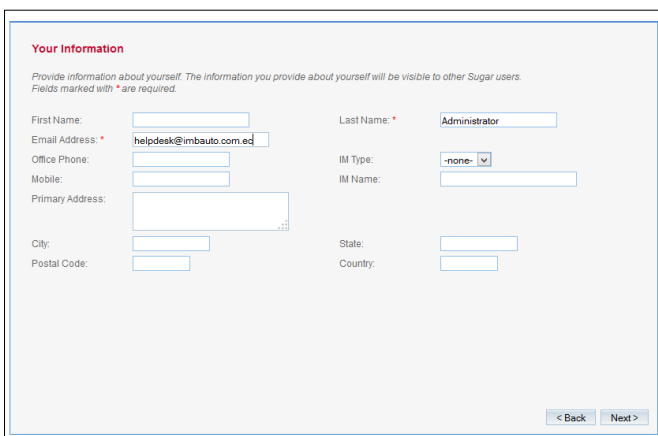 Your Information
Provide information about yourself. The information you provide about yourself will be visible to other Sugar users.
Fields marked with * are required.
First Name:
Last Name: * Administrator
Email Address: * helpdesk@imbauto.com.ec
Office Phone:
IM Type: -none-
Mobile:
IM Name:
Primary Address:
City:
State:
Postal Code:
Country:
< Back
Next >